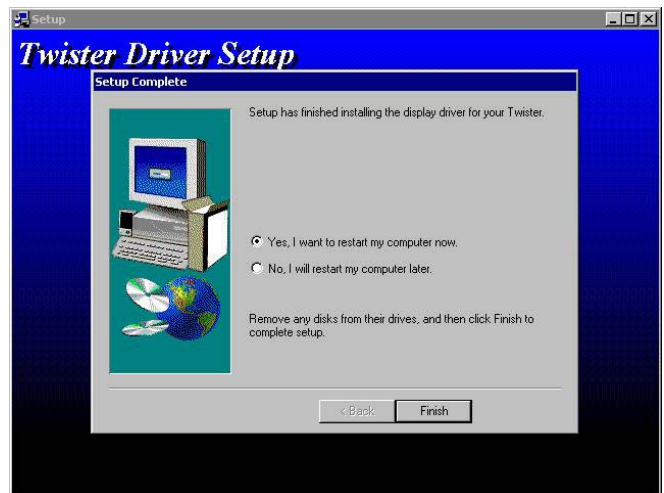 Setup
Twister Driver Setup
Setup Complete
Setup has finished installing the display driver for your Twister.
Yes, I want to restart my computer now.
No, I will restart my computer later.
Remove any disks from their drives, and then click Finish to
complete setup.
< Back
Finish